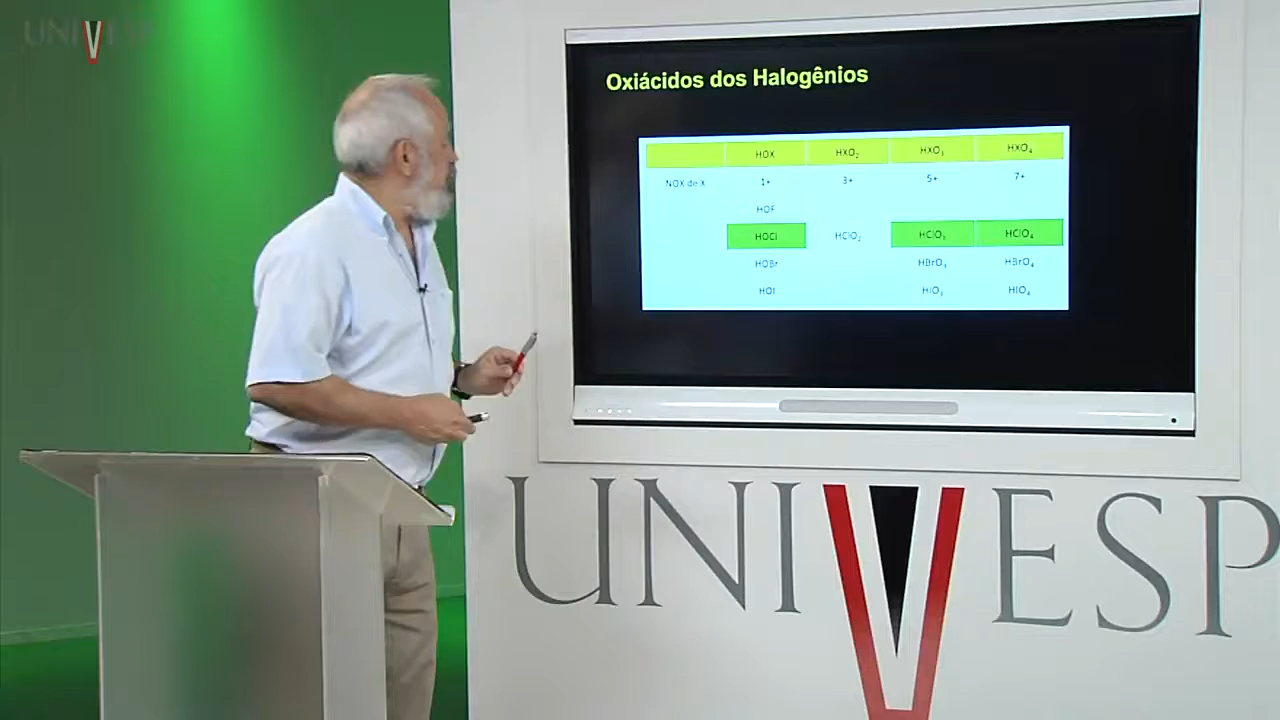 UNIVESP
Oxiácidos dos Halogênios
HOX HXO₂ HXO₃ HXO₄
NOX de X 1+ 3+ 5+ 7+
HOF
HOCl HClO₂ HClO₃ HClO₄
HOBr HBrO₃ HBrO₄
HOI HIO₃ HIO₄
UNIVESP